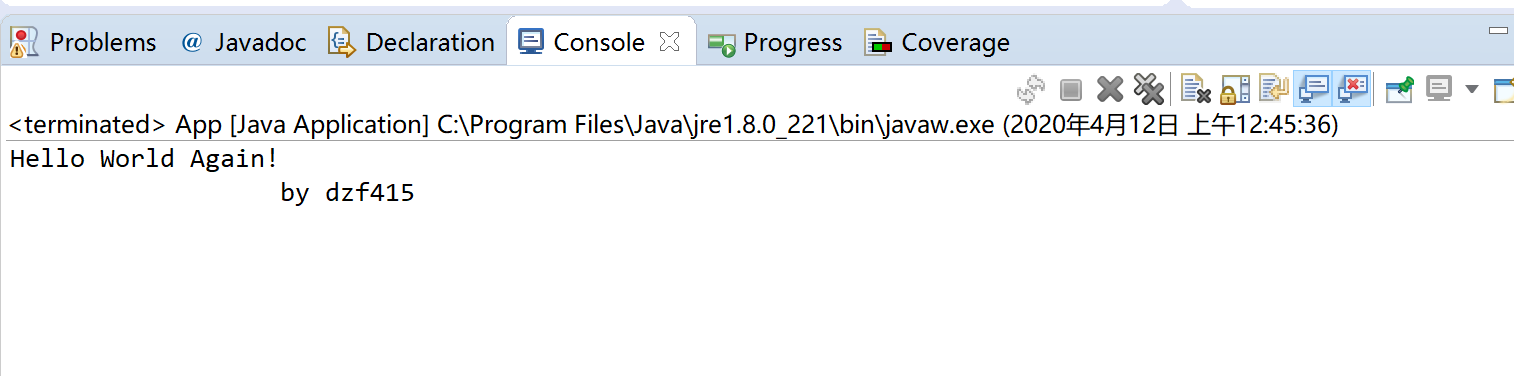 Problems @ Javadoc Declaration Console Progress Coverage
<terminated> App [Java Application] C:\Program Files\Java\jre1.8.0_221\bin\javaw.exe (2020年4月12日 上午12:45:36)
Hello World Again!
by dzf415